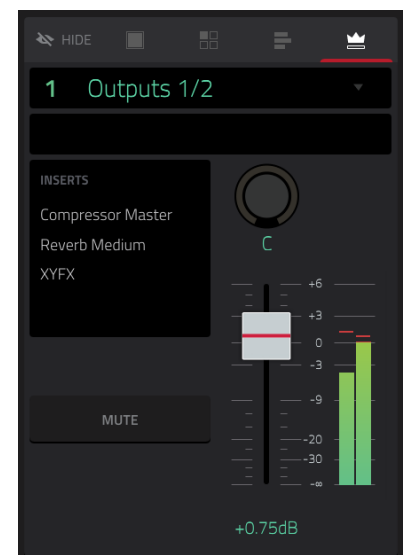 HIDE
1 Outputs 1/2
INSERTS
Compressor Master
Reverb Medium
XYFX
C
+6
+3
0
-3
-9
-20
-30
-∞
MUTE
+0.75dB